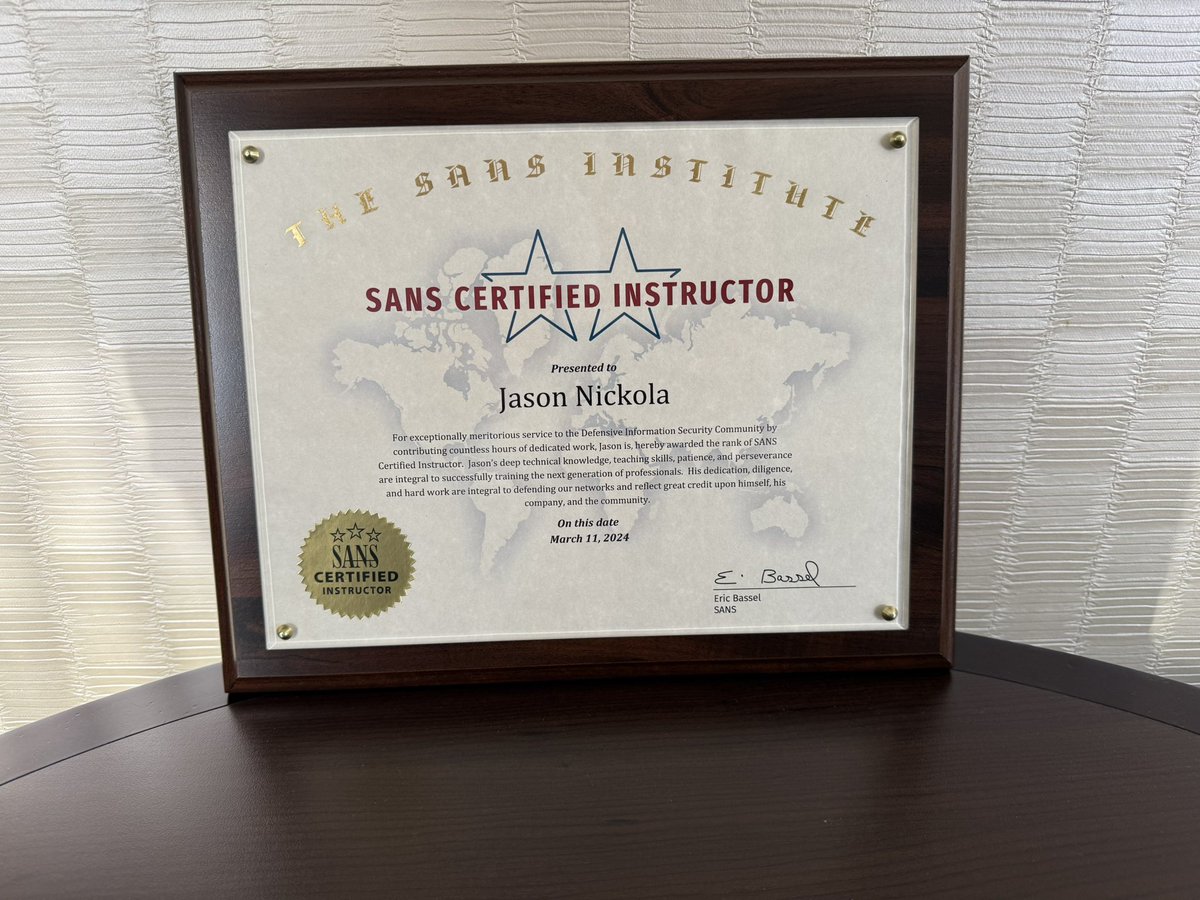 THE SANS INSTITUTE
SANS CERTIFIED INSTRUCTOR
Presented to
Jason Nickola
For exceptionally meritorious service to the Defensive Information Security Community by
contributing countless hours of dedicated work, Jason is, hereby awarded the rank of SANS
Certified Instructor. Jason's deep technical knowledge, teaching skills, patience, and perseverance
are integral to successfully training the next generation of professionals. His dedication, diligence,
and hard work are integral to defending our networks and reflect great credit upon himself, his
company, and the community.
On this date
March 11, 2024
SANS
CERTIFIED
INSTRUCTOR
E. Bassel
Eric Bassel
SANS